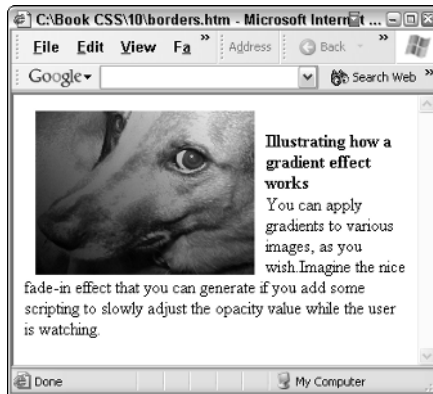 C:\Book CSS\10\borders.htm - Microsoft Internet ...
File Edit View Fa » Address Back »
Google Search Web »
Illustrating how a
gradient effect
works
You can apply
gradients to various
images, as you
wish.Imagine the nice
fade-in effect that you can generate if you add some
scripting to slowly adjust the opacity value while the user
is watching.
Done My Computer